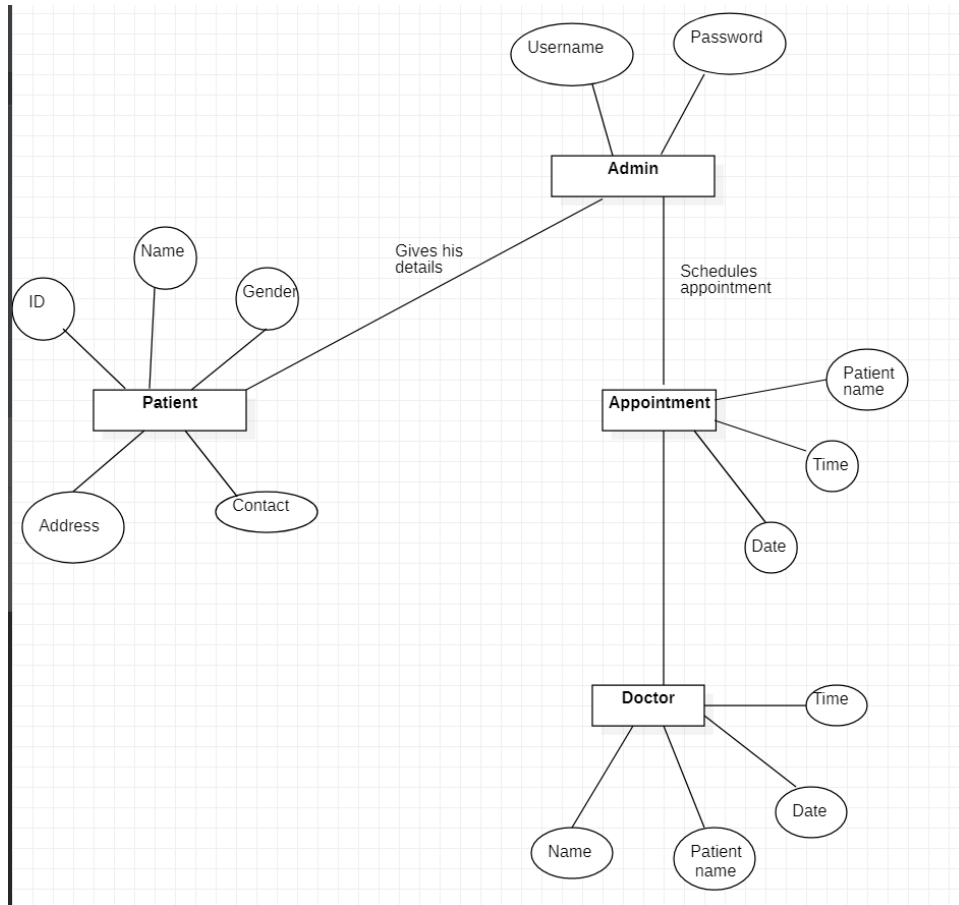 Username
Password
Admin
Gives his
details
Schedules
appointment
Name
ID
Gender
Patient
Address
Contact
Appointment
Patient
name
Time
Date
Doctor
Time
Date
Name
Patient
name